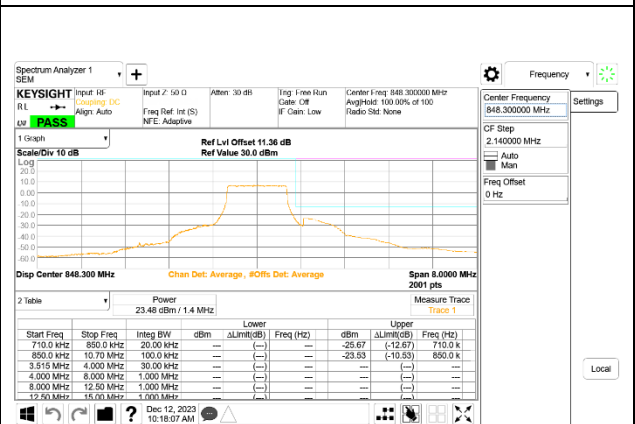 Spectrum Analyzer 1
SEM
Frequency
KEYSIGHT Input: RF Input Z: 50 Ω Atten: 30 dB Trig: Free Run Center Freq: 848.300000 MHz
RL Coupling: DC Gate: Off Avg|Hold: 100.00% of 100
Align: Auto Freq Ref: Int (S) IF Gain: Low Radio Std: None
PASS NFE: Adaptive
Center Frequency
848.300000 MHz
Settings
CF Step
2.140000 MHz
Auto
Man
Freq Offset
0 Hz
1 Graph
Ref Lvl Offset 11.36 dB
Scale/Div 10 dB Ref Value 30.0 dBm
Log
20.0
10.0
0.00
-10.0
-20.0
-30.0
-40.0
-50.0
-60.0
Disp Center 848.300 MHz Chan Det: Average , #Offs Det: Average Span 8.0000 MHz
2001 pts
2 Table Power Measure Trace
23.48 dBm / 1.4 MHz Trace 1
Lower Upper
Start Freq Stop Freq Integ BW dBm ΔLimit(dB) Freq (Hz) dBm ΔLimit(dB) Freq (Hz)
710.0 kHz 850.0 kHz 20.00 kHz --- (---) --- -25.67 (-12.67) 710.0 k
850.0 kHz 10.70 MHz 100.0 kHz --- (---) --- -23.53 (-10.53) 850.0 k
3.515 MHz 4.000 MHz 30.00 kHz --- (---) --- --- (---) ---
4.000 MHz 8.000 MHz 1.000 MHz --- (---) --- --- (---) ---
8.000 MHz 12.50 MHz 1.000 MHz --- (---) --- --- (---) ---
12.50 MHz 15.00 MHz 1.000 MHz --- (---) --- --- (---) ---
Local
? Dec 12, 2023
10:18:07 AM